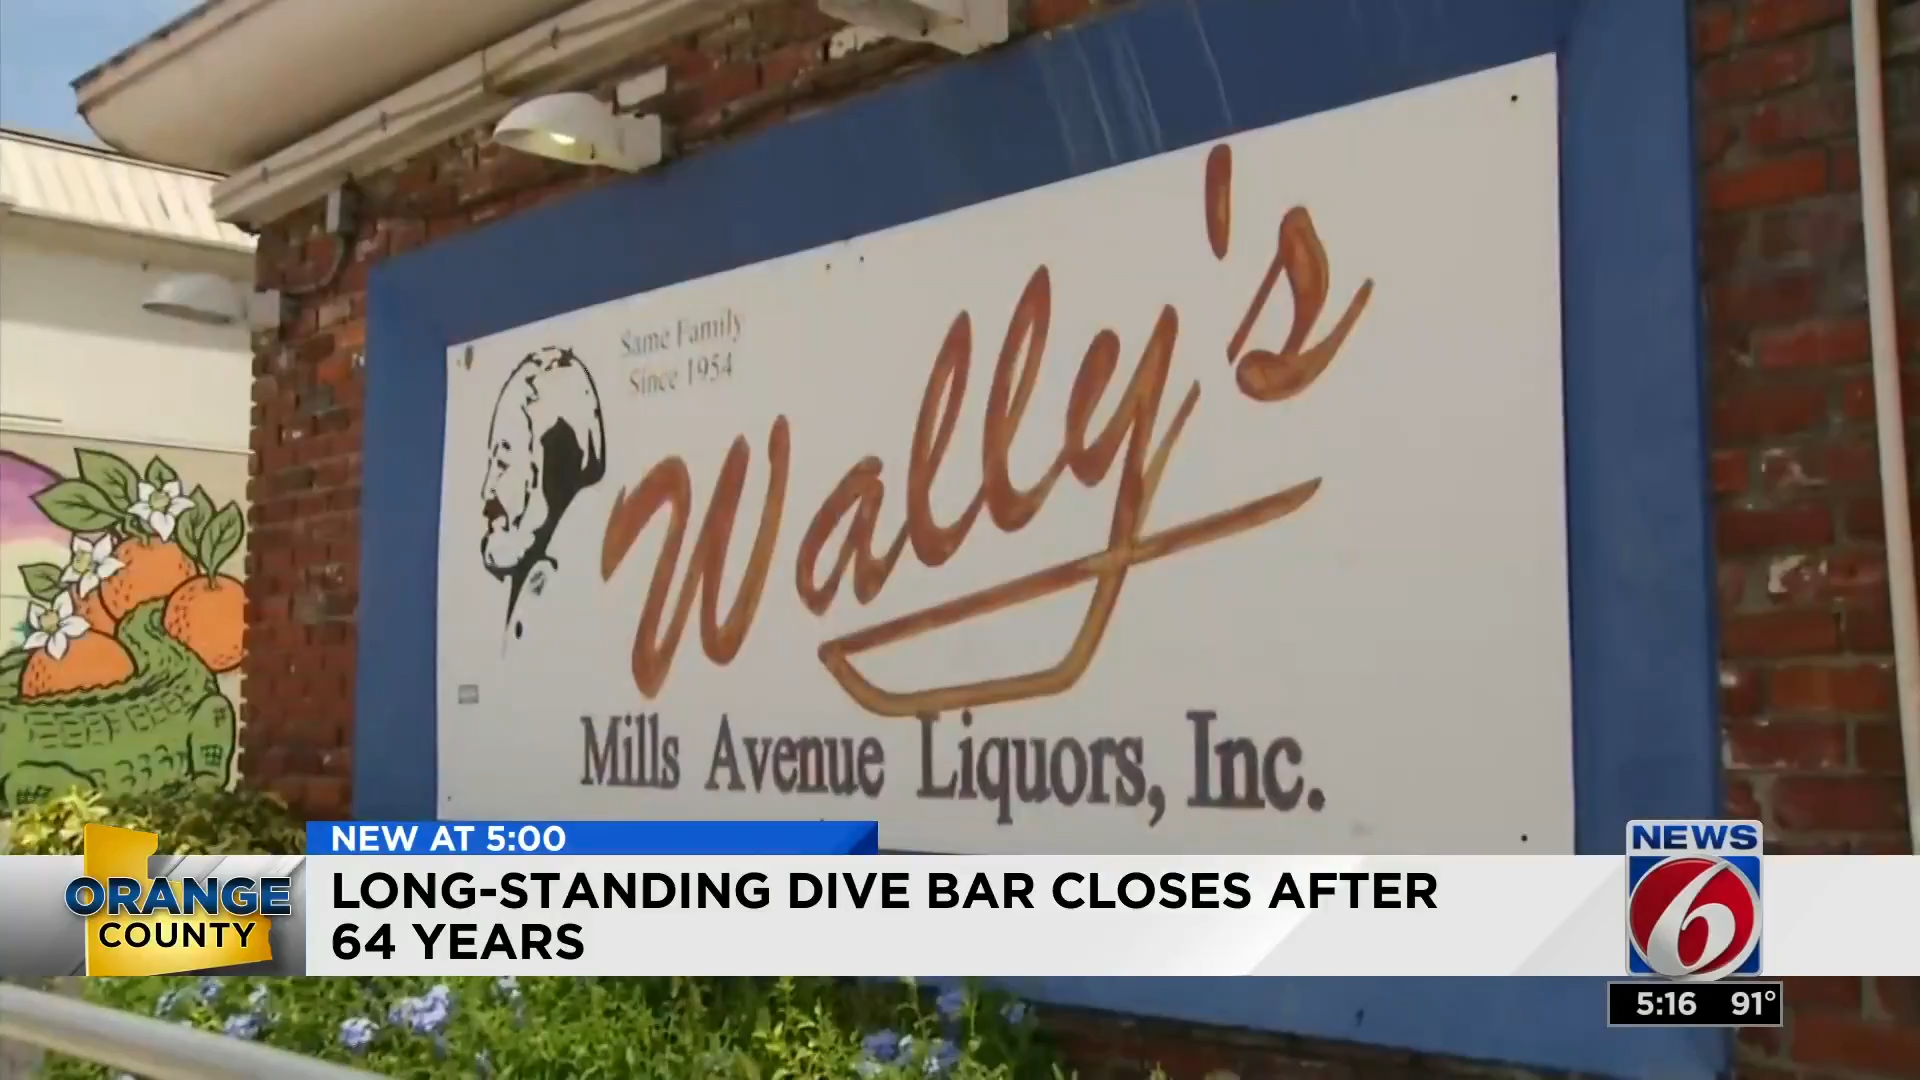 Same Family
Since 1954
Wally's
Mills Avenue Liquors, Inc.
NEW AT 5:00
ORANGE
COUNTY
LONG-STANDING DIVE BAR CLOSES AFTER
64 YEARS
NEWS
6
5:16 91°